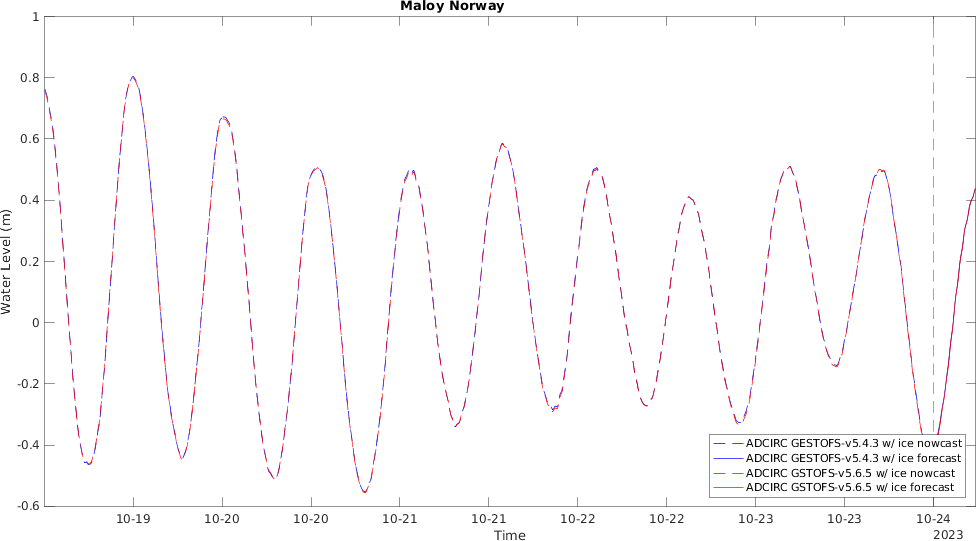 Maloy Norway
1
0.8
0.6
0.4
0.2
0
-0.2
-0.4
-0.6
Water Level (m)
ADCIRC GESTOFS-v5.4.3 w/ ice nowcast
ADCIRC GESTOFS-v5.4.3 w/ ice forecast
ADCIRC GSTOFS-v5.6.5 w/ ice nowcast
ADCIRC GSTOFS-v5.6.5 w/ ice forecast
10-19 10-20 10-20 10-21 10-21 10-22 10-22 10-23 10-23 10-24
Time
2023